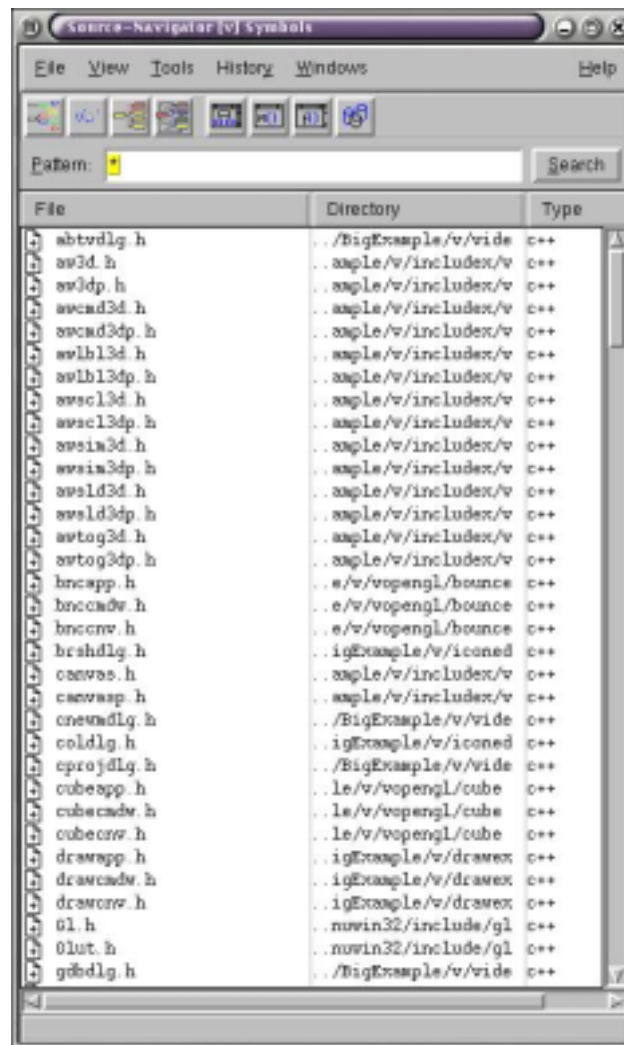 Source-Navigator [v] Symbols
File View Tools History Windows Help
Pattern: * Search
File Directory Type
abtvdlg.h ../BigExample/v/vide c++
aw3d.h ..ample/v/includex/v c++
aw3dp.h ..ample/v/includex/v c++
awcmd3d.h ..ample/v/includex/v c++
awcmd3dp.h ..ample/v/includex/v c++
awlbl3d.h ..ample/v/includex/v c++
awlbl3dp.h ..ample/v/includex/v c++
awscl3d.h ..ample/v/includex/v c++
awscl3dp.h ..ample/v/includex/v c++
awsim3d.h ..ample/v/includex/v c++
awsim3dp.h ..ample/v/includex/v c++
awsld3d.h ..ample/v/includex/v c++
awsld3dp.h ..ample/v/includex/v c++
awtog3d.h ..ample/v/includex/v c++
awtog3dp.h ..ample/v/includex/v c++
bncapp.h ..e/v/vopengl/bounce c++
bnccmdw.h ..e/v/vopengl/bounce c++
bnccnv.h ..e/v/vopengl/bounce c++
brshdlg.h ..igExample/v/iconed c++
canvas.h ..ample/v/includex/v c++
canvasp.h ..ample/v/includex/v c++
cnewmdlg.h ../BigExample/v/vide c++
coldlg.h ..igExample/v/iconed c++
cprojdlg.h ../BigExample/v/vide c++
cubeapp.h ..le/v/vopengl/cube c++
cubecmdw.h ..le/v/vopengl/cube c++
cubecnv.h ..le/v/vopengl/cube c++
drawapp.h ..igExample/v/drawex c++
drawcmdw.h ..igExample/v/drawex c++
drawcnv.h ..igExample/v/drawex c++
Gl.h ..nuwin32/include/gl c++
Glut.h ..nuwin32/include/gl c++
gdbdlg.h ../BigExample/v/vide c++